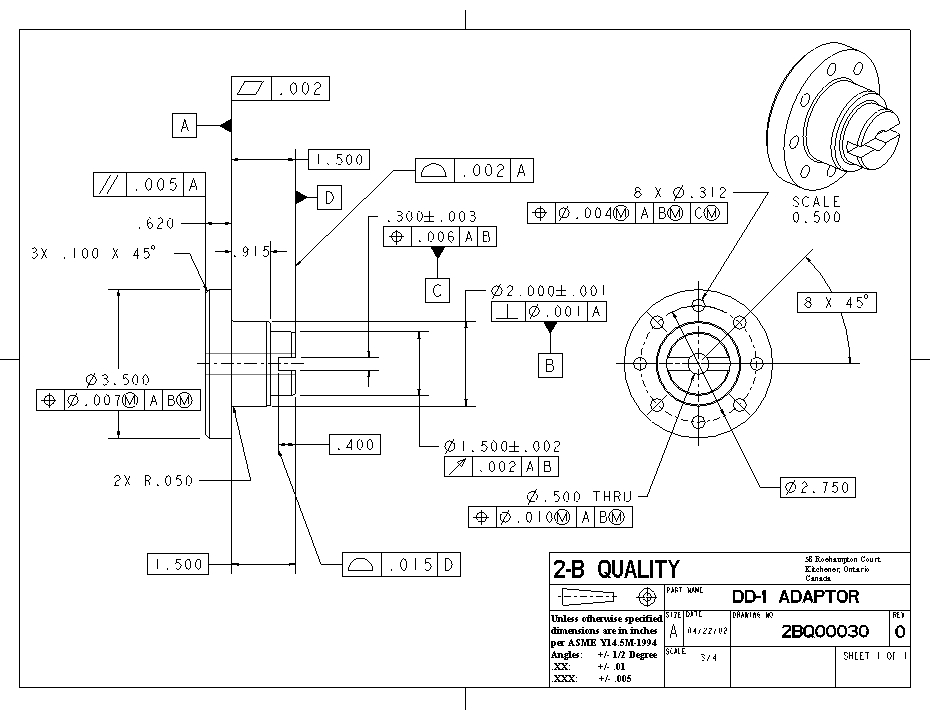 ⏥ .002
A
1.500
⌓ .002 A
// .005 A
D
8 X Ø.312
⌖ Ø.004Ⓜ A BⓂ CⓂ
SCALE
0.500
.620
.300±.003
⌖ .006 A B
3X .100 X 45°
.915
C
Ø2.000±.001
⊥ Ø.001 A
8 X 45°
B
Ø3.500
⌖ Ø.007Ⓜ A BⓂ
.400
Ø1.500±.002
↗ .002 A B
2X R.050
Ø2.750
Ø.500 THRU
⌖ Ø.010Ⓜ A BⓂ
1.500
⌓ .015 D
2-B QUALITY
58 Roehampton Court
Kitchener, Ontario
Canada
PART NAME
DD-1 ADAPTOR
Unless otherwise specified
dimensions are in inches
per ASME Y14.5M-1994
Angles: +/- 1/2 Degree
.XX: +/- .01
.XXX: +/- .005
SIZE
A
DATE
04/22/02
DRAWING NO
2BQ00030
REV
0
SCALE
3/4
SHEET 1 OF 1